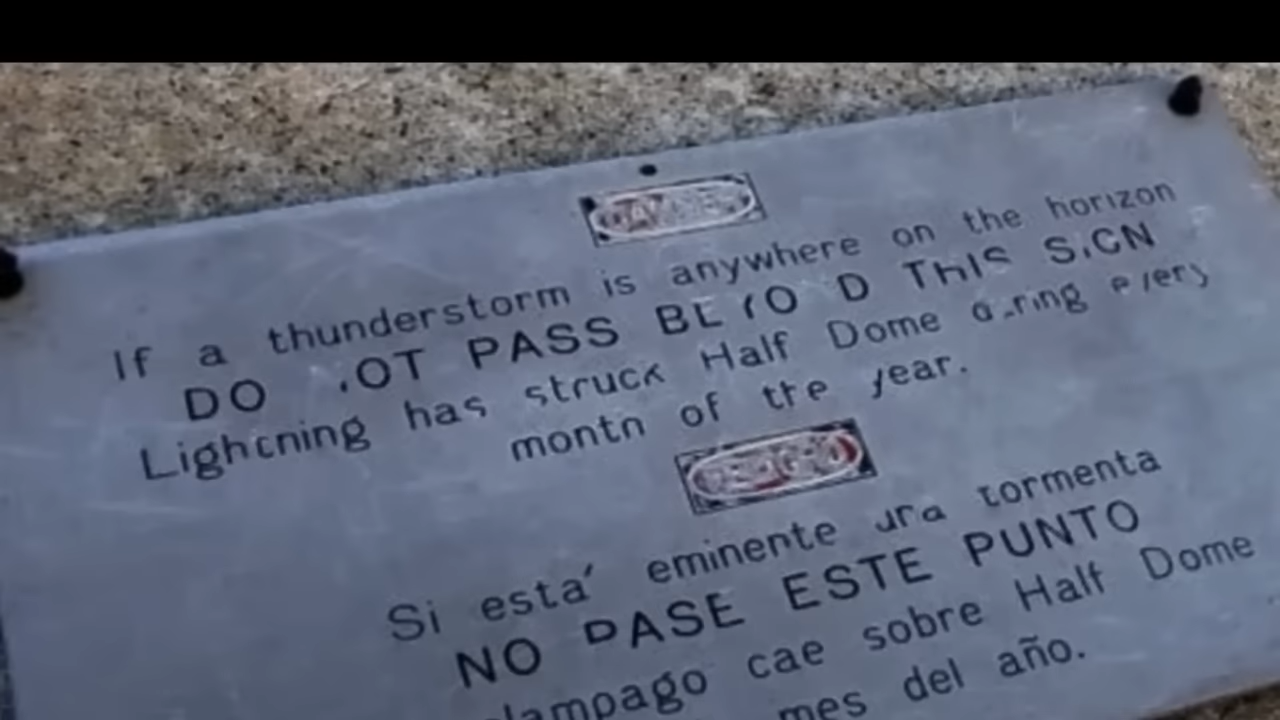 If a thunderstorm is anywhere on the horizon
DO NOT PASS BEYOND THIS SIGN
Lightning has struck Half Dome during every
month of the year.
Si está eminente una tormenta
NO PASE ESTE PUNTO
cae sobre Half Dome
mes del año.